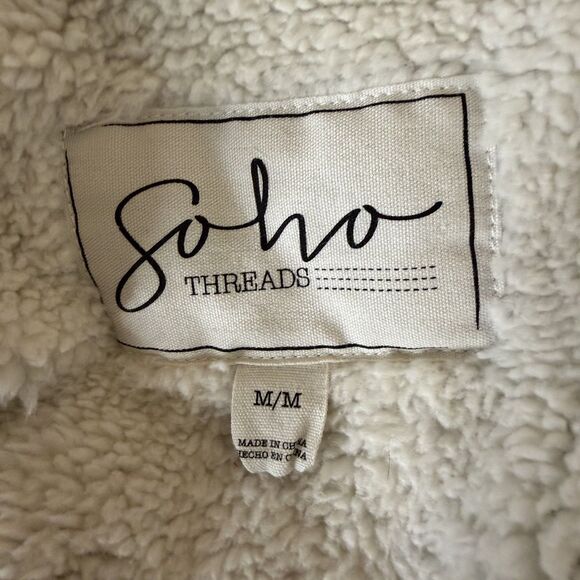 Soho
THREADS
M/M
MADE IN CHINA
HECHO EN CHINA